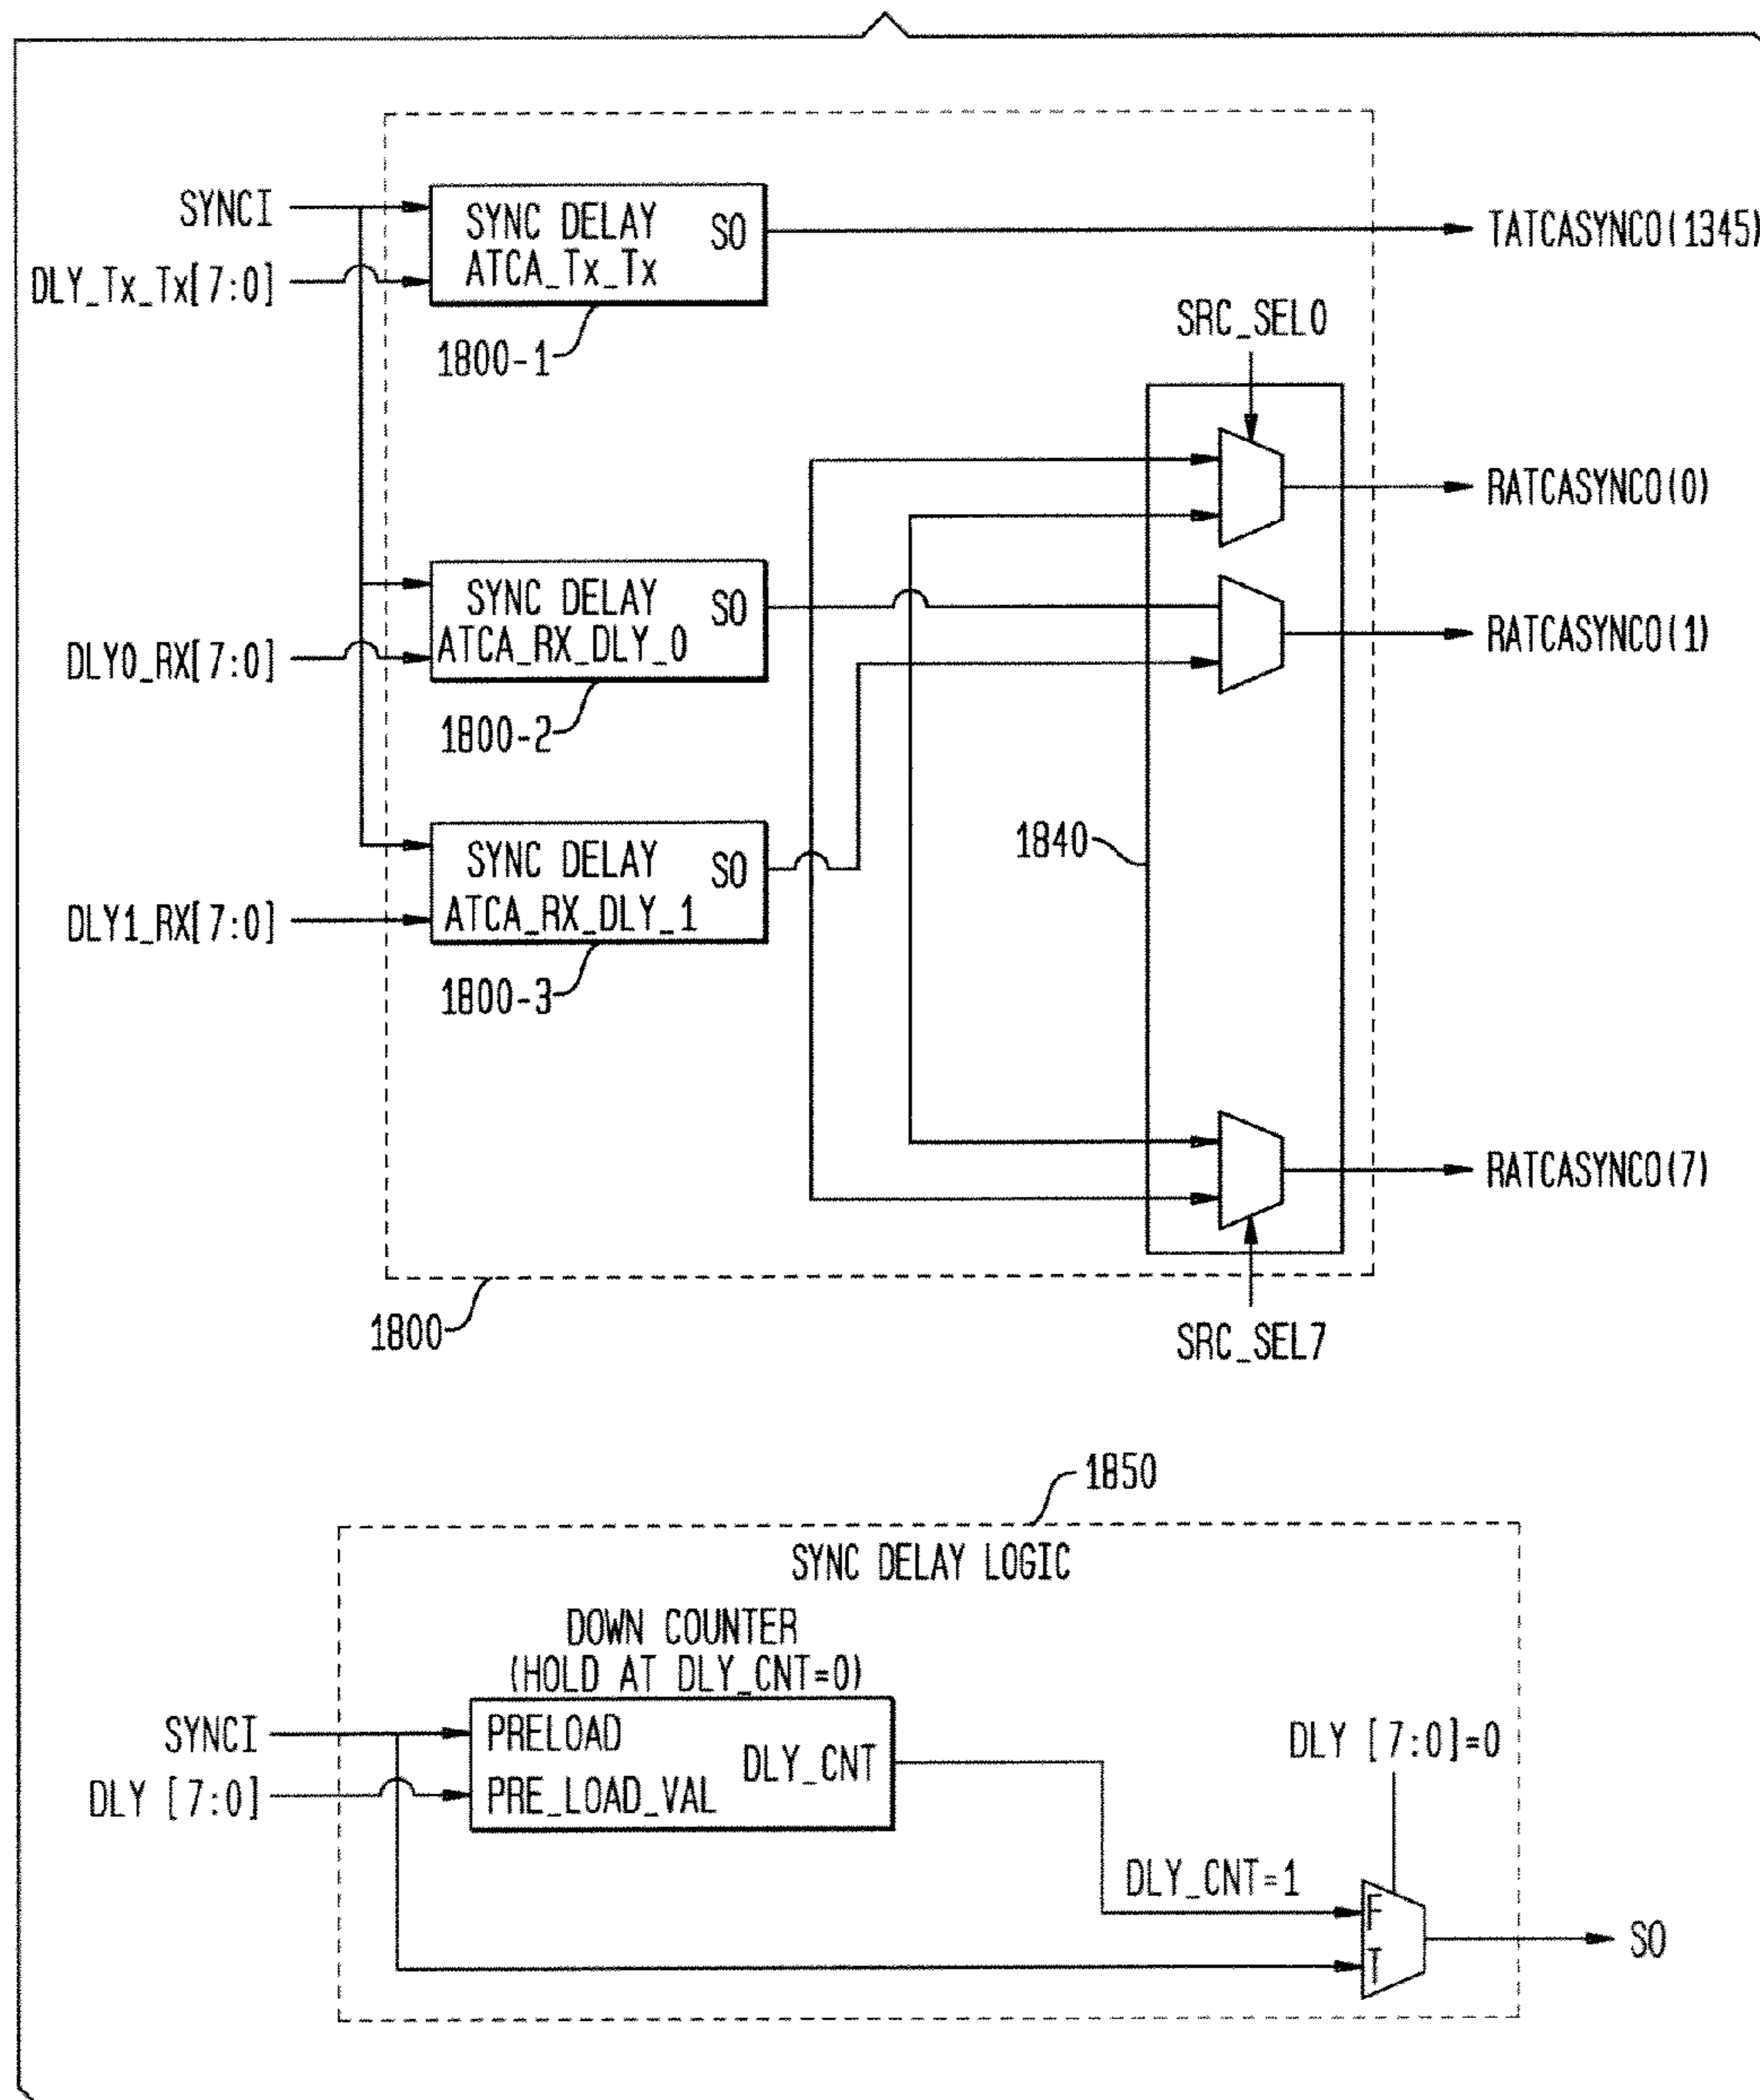 SYNCI
DLY_Tx_Tx[7:0]
SYNC DELAY
ATCA_Tx_Tx
SO
1800-1
TATCASYNCO(1345)
SRC_SEL0
RATCASYNCO(0)
SYNC DELAY
ATCA_RX_DLY_0
SO
DLY0_RX[7:0]
1800-2
RATCASYNCO(1)
SYNC DELAY
ATCA_RX_DLY_1
SO
DLY1_RX[7:0]
1800-3
1840
RATCASYNCO(7)
1800
SRC_SEL7
1850
SYNC DELAY LOGIC
DOWN COUNTER
(HOLD AT DLY_CNT=0)
SYNCI
DLY [7:0]
PRELOAD
PRE_LOAD_VAL
DLY_CNT
DLY [7:0]=0
DLY_CNT=1
F
T
SO